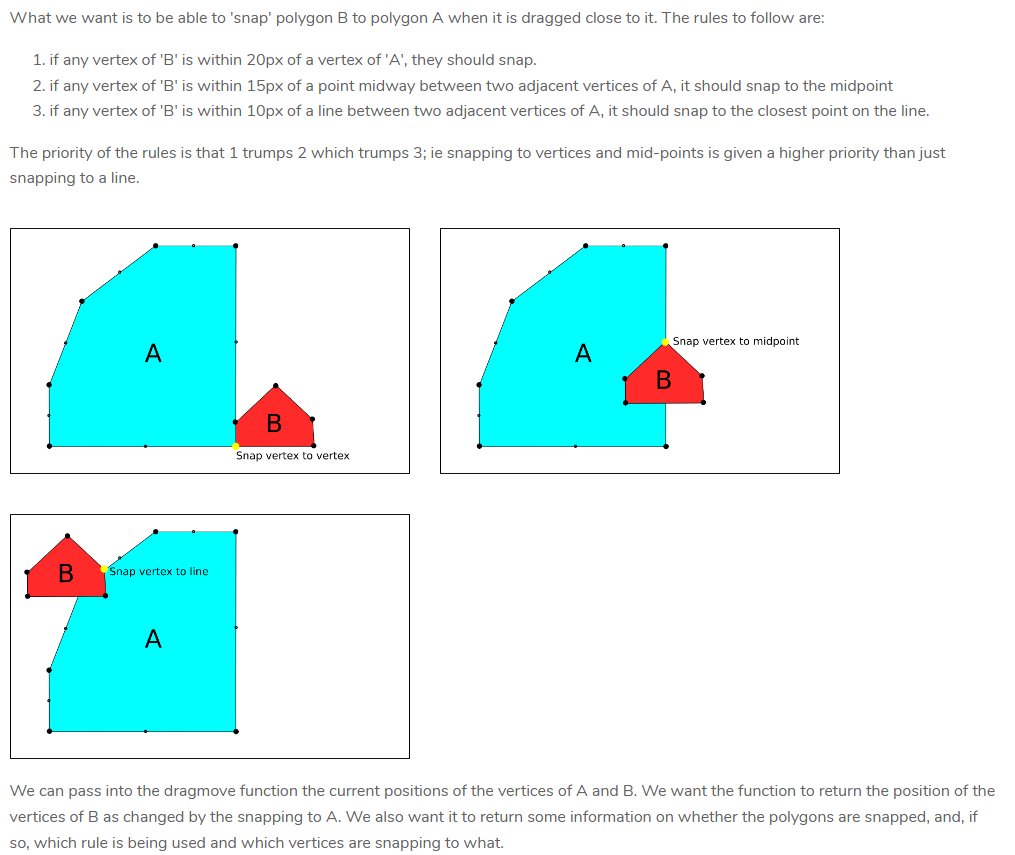 What we want is to be able to 'snap' polygon B to polygon A when it is dragged close to it. The rules to follow are:
1. if any vertex of 'B' is within 20px of a vertex of 'A', they should snap.
2. if any vertex of 'B' is within 15px of a point midway between two adjacent vertices of A, it should snap to the midpoint
3. if any vertex of 'B' is within 10px of a line between two adjacent vertices of A, it should snap to the closest point on the line.
The priority of the rules is that 1 trumps 2 which trumps 3; ie snapping to vertices and mid-points is given a higher priority than just
snapping to a line.
A
B
Snap vertex to vertex
Snap vertex to midpoint
A
B
B
Snap vertex to line
A
We can pass into the dragmove function the current positions of the vertices of A and B. We want the function to return the position of the
vertices of B as changed by the snapping to A. We also want it to return some information on whether the polygons are snapped, and, if
so, which rule is being used and which vertices are snapping to what.